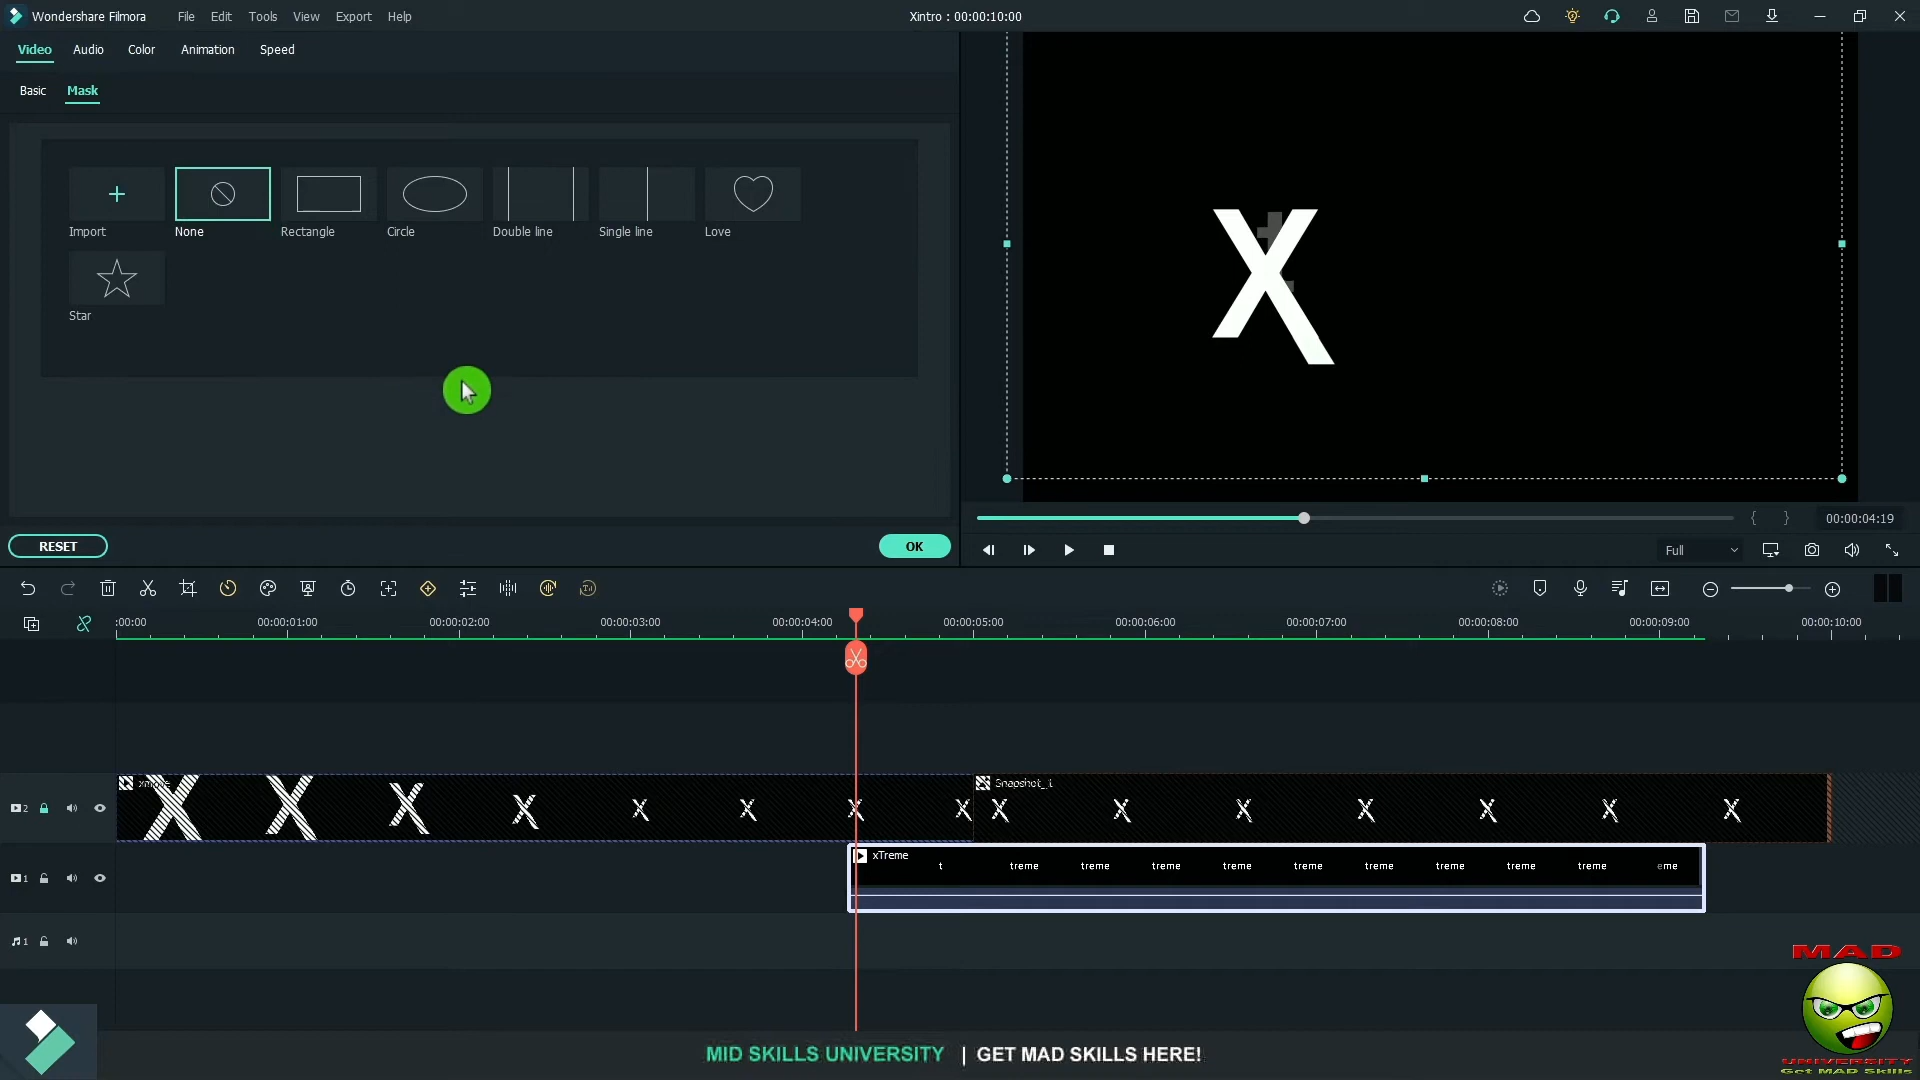 Wondershare Filmora File Edit Tools View Export Help Xintro : 00:00:10:00
Video Audio Color Animation Speed
Basic Mask
Import None Rectangle Circle Double line Single line Love
Star
X
t
RESET OK
{ } 00:00:04:19
Full
:00:00 00:00:01:00 00:00:02:00 00:00:03:00 00:00:04:00 00:00:05:00 00:00:06:00 00:00:07:00 00:00:08:00 00:00:09:00 00:00:10:00
2 X X X X X X X X X X X X X X X
xTreme
1 t treme treme treme treme treme treme treme treme treme eme
1
MAD
UNIVERSITY
Get MAD Skills
MID SKILLS UNIVERSITY | GET MAD SKILLS HERE!